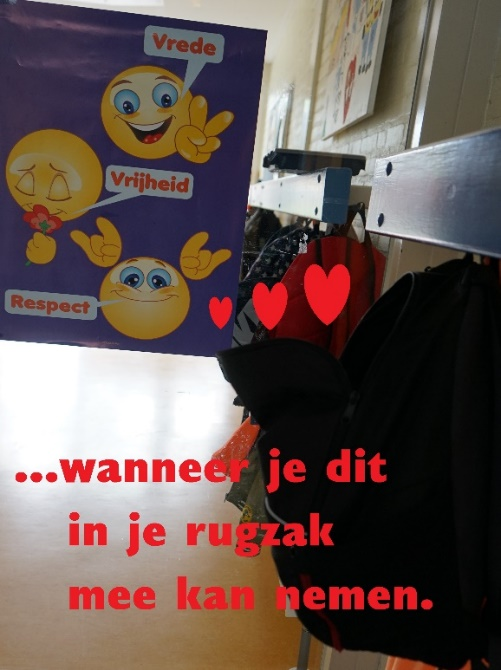 Vrede
Vrijheid
Respect
...wanneer je dit
in je rugzak
mee kan nemen.